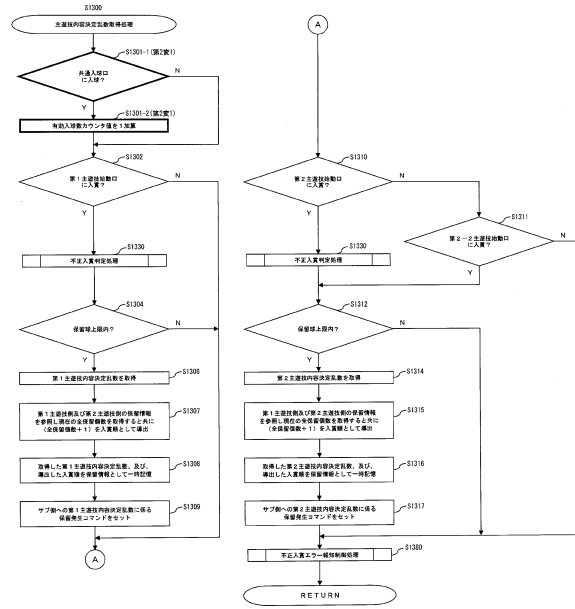 S1300
主遊技内容決定乱数取得処理
S1301-1(第2変1)
共通入球口
に入球?
N
Y
S1301-2(第2変1)
有効入球数カウンタ値を1加算
S1302
第1主遊技始動口
に入賞?
N
Y
S1330
不正入賞判定処理
S1304
保留球上限内?
N
Y
S1306
第1主遊技内容決定乱数を取得
S1307
第1主遊技側及び第2主遊技側の保留情報
を参照し現在の全保留個数を取得すると共に
(全保留個数+1)を入賞順として導出
S1308
取得した第1主遊技内容決定乱数、及び、
導出した入賞順を保留情報として一時記憶
S1309
サブ側への第1主遊技内容決定乱数に係る
保留発生コマンドをセット
A
A
S1310
第2主遊技始動口
に入賞?
N
Y
S1311
第2-2主遊技始動口
に入賞?
N
Y
S1330
不正入賞判定処理
S1312
保留球上限内?
N
Y
S1314
第2主遊技内容決定乱数を取得
S1315
第1主遊技側及び第2主遊技側の保留情報
を参照し現在の全保留個数を取得すると共に
(全保留個数+1)を入賞順として導出
S1316
取得した第2主遊技内容決定乱数、及び、
導出した入賞順を保留情報として一時記憶
S1317
サブ側への第2主遊技内容決定乱数に係る
保留発生コマンドをセット
S1380
不正入賞エラー報知制御処理
RETURN